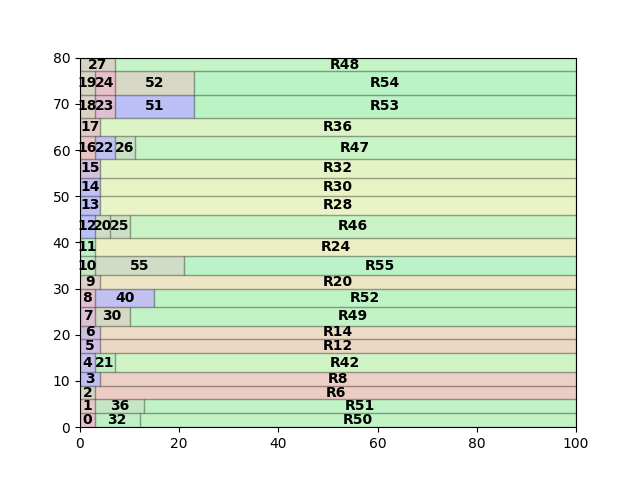 80
27 R48
19 24 52 R54
70
18 23 51 R53
17 R36
60
16 22 26 R47
15 R32
14 R30
50
13 R28
12 20 25 R46
40
11 R24
10 55 R55
9 R20
30
8 40 R52
7 30 R49
6 R14
20
5 R12
4 21 R42
3 R8
10
2 R6
1 36 R51
0 32 R50
0
0 20 40 60 80 100